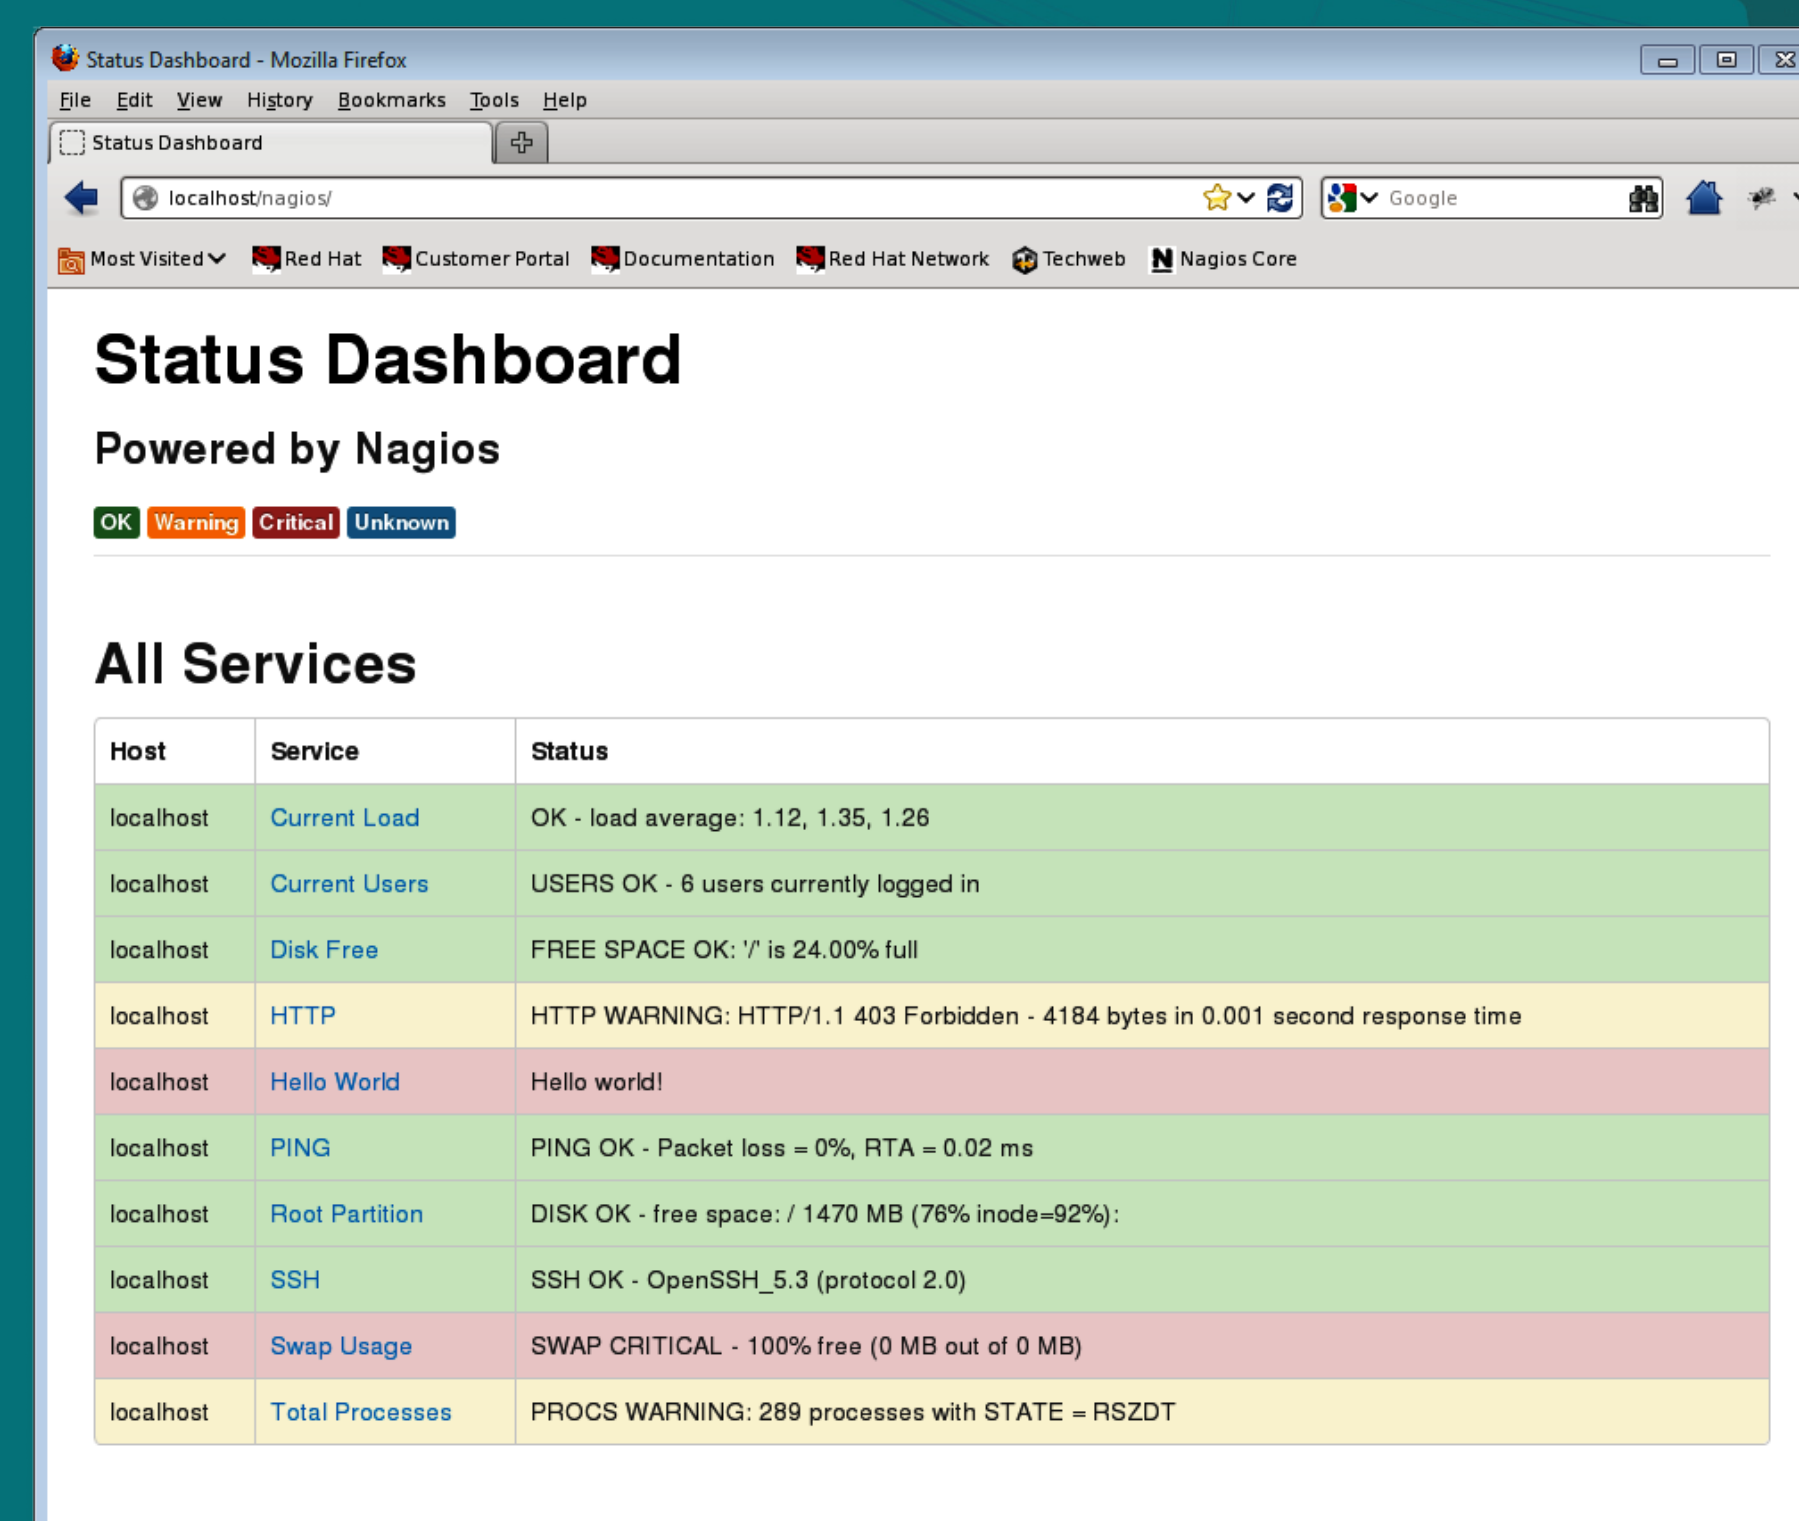 Status Dashboard - Mozilla Firefox
File Edit View History Bookmarks Tools Help
Status Dashboard
localhost/nagios/ Google
Most Visited Red Hat Customer Portal Documentation Red Hat Network Techweb N Nagios Core
Status Dashboard
Powered by Nagios
OK Warning Critical Unknown
All Services
Host Service Status
localhost Current Load OK - load average: 1.12, 1.35, 1.26
localhost Current Users USERS OK - 6 users currently logged in
localhost Disk Free FREE SPACE OK: '/' is 24.00% full
localhost HTTP HTTP WARNING: HTTP/1.1 403 Forbidden - 4184 bytes in 0.001 second response time
localhost Hello World Hello world!
localhost PING PING OK - Packet loss = 0%, RTA = 0.02 ms
localhost Root Partition DISK OK - free space: / 1470 MB (76% inode=92%):
localhost SSH SSH OK - OpenSSH_5.3 (protocol 2.0)
localhost Swap Usage SWAP CRITICAL - 100% free (0 MB out of 0 MB)
localhost Total Processes PROCS WARNING: 289 processes with STATE = RSZDT